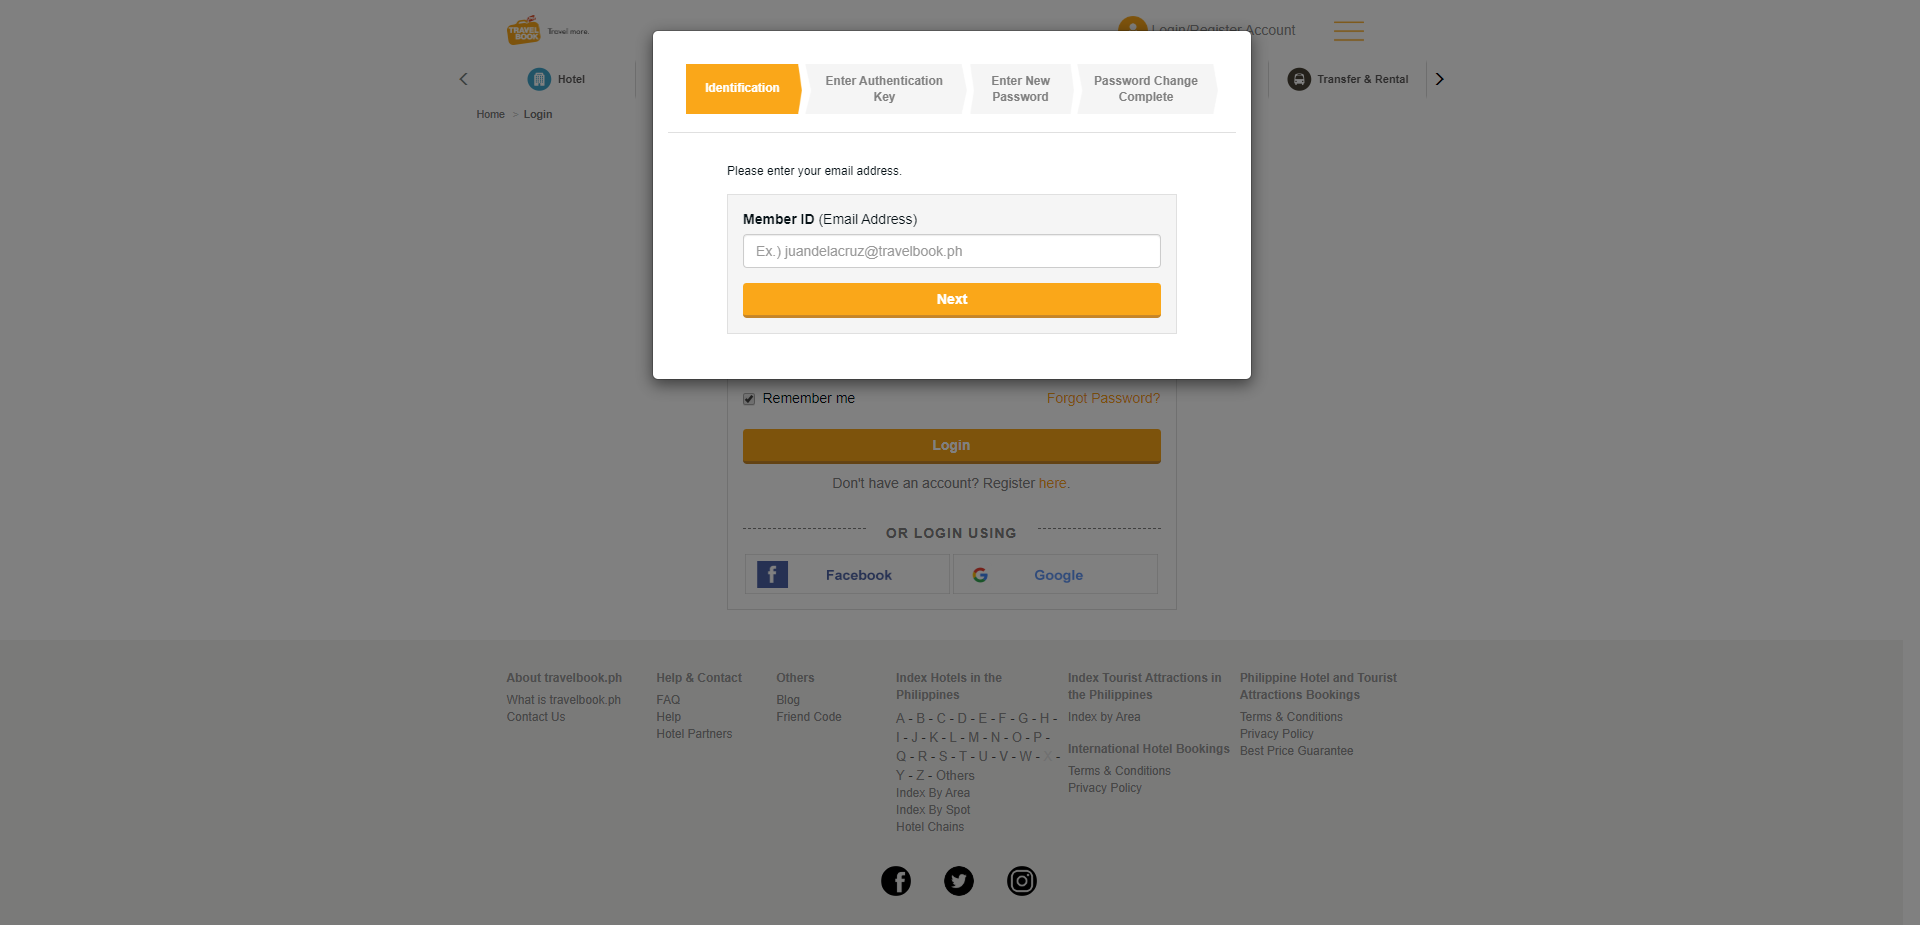 TRAVEL
BOOK
Travel more.
Login/Register Account
Hotel
Transfer & Rental
Home > Login
Identification
Enter Authentication
Key
Enter New
Password
Password Change
Complete
Please enter your email address.
Member ID (Email Address)
Ex.) juandelacruz@travelbook.ph
Next
Remember me
Forgot Password?
Login
Don't have an account? Register here.
OR LOGIN USING
Facebook
Google
About travelbook.ph
What is travelbook.ph
Contact Us
Help & Contact
FAQ
Help
Hotel Partners
Others
Blog
Friend Code
Index Hotels in the
Philippines
A - B - C - D - E - F - G - H -
I - J - K - L - M - N - O - P -
Q - R - S - T - U - V - W - X -
Y - Z - Others
Index By Area
Index By Spot
Hotel Chains
Index Tourist Attractions in
the Philippines
Index by Area
International Hotel Bookings
Terms & Conditions
Privacy Policy
Philippine Hotel and Tourist
Attractions Bookings
Terms & Conditions
Privacy Policy
Best Price Guarantee